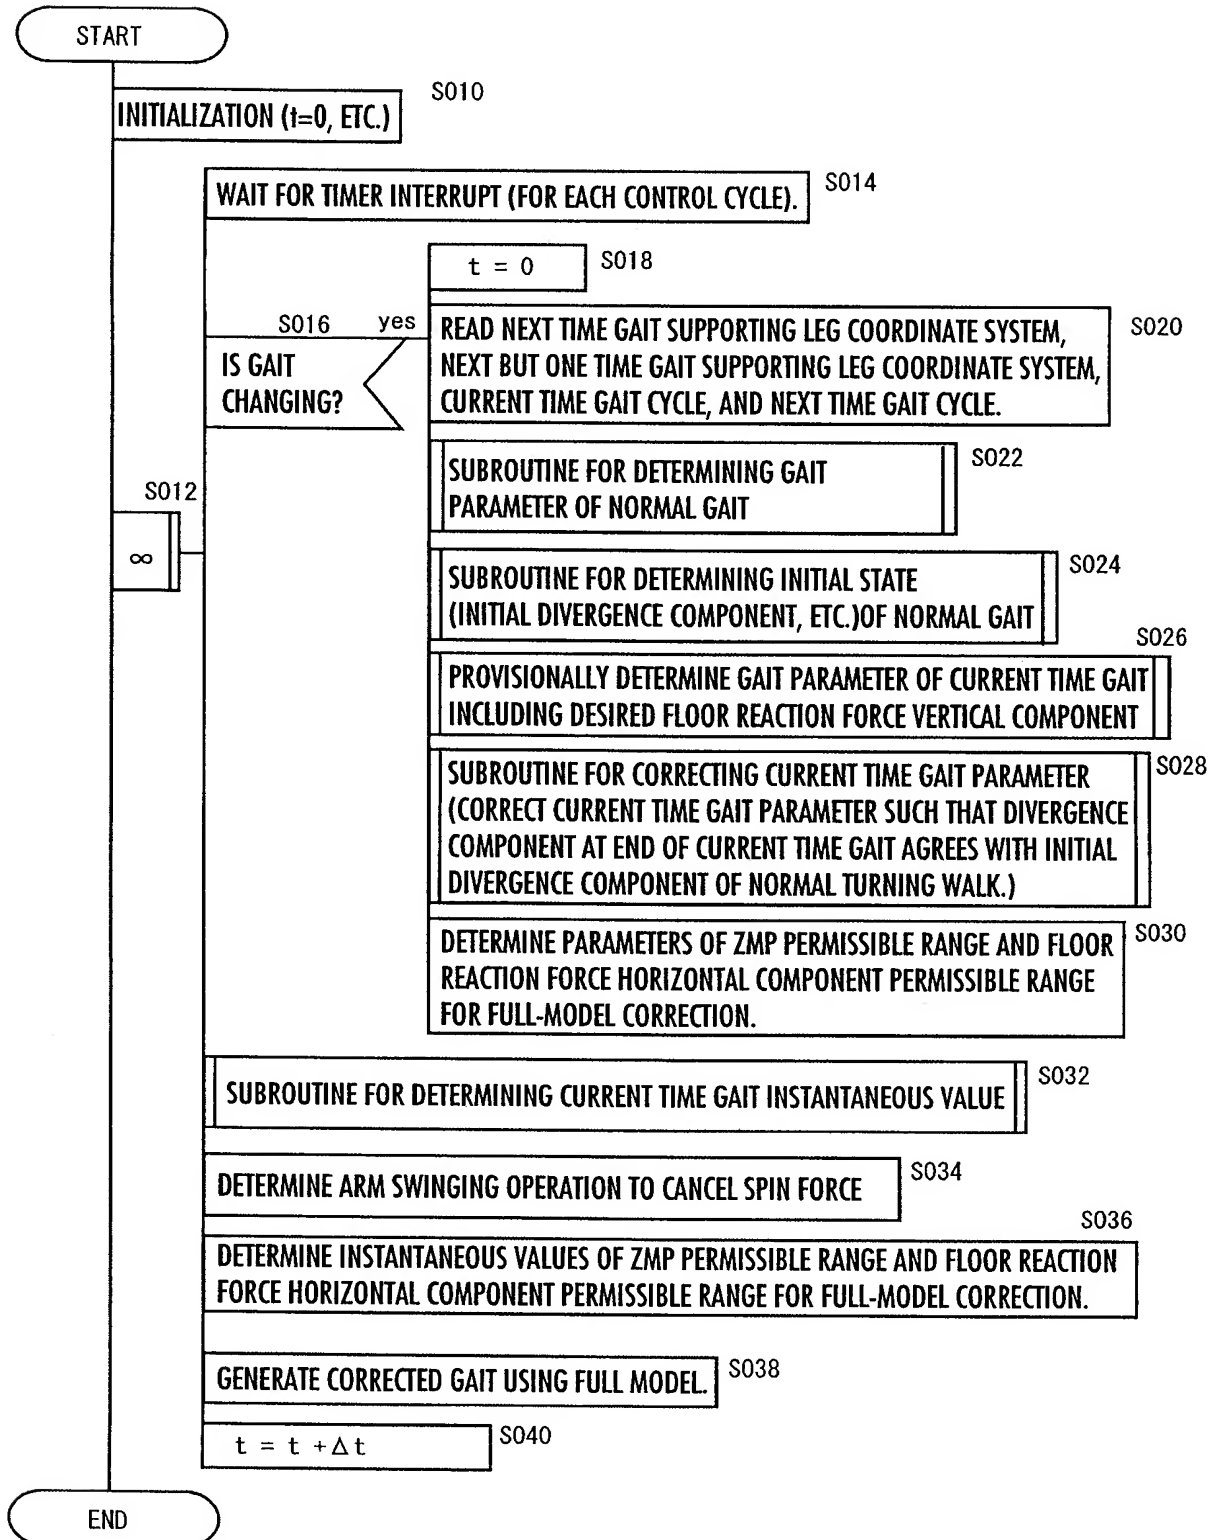 START
S010
INITIALIZATION (t=0, ETC.)
S014
WAIT FOR TIMER INTERRUPT (FOR EACH CONTROL CYCLE).
t = 0
S018
S016
yes
IS GAIT
CHANGING?
READ NEXT TIME GAIT SUPPORTING LEG COORDINATE SYSTEM,
NEXT BUT ONE TIME GAIT SUPPORTING LEG COORDINATE SYSTEM,
CURRENT TIME GAIT CYCLE, AND NEXT TIME GAIT CYCLE.
S020
SUBROUTINE FOR DETERMINING GAIT
PARAMETER OF NORMAL GAIT
S022
S012
∞
SUBROUTINE FOR DETERMINING INITIAL STATE
(INITIAL DIVERGENCE COMPONENT, ETC.)OF NORMAL GAIT
S024
S026
PROVISIONALLY DETERMINE GAIT PARAMETER OF CURRENT TIME GAIT
INCLUDING DESIRED FLOOR REACTION FORCE VERTICAL COMPONENT
SUBROUTINE FOR CORRECTING CURRENT TIME GAIT PARAMETER
(CORRECT CURRENT TIME GAIT PARAMETER SUCH THAT DIVERGENCE
COMPONENT AT END OF CURRENT TIME GAIT AGREES WITH INITIAL
DIVERGENCE COMPONENT OF NORMAL TURNING WALK.)
S028
DETERMINE PARAMETERS OF ZMP PERMISSIBLE RANGE AND FLOOR
REACTION FORCE HORIZONTAL COMPONENT PERMISSIBLE RANGE
FOR FULL-MODEL CORRECTION.
S030
SUBROUTINE FOR DETERMINING CURRENT TIME GAIT INSTANTANEOUS VALUE
S032
DETERMINE ARM SWINGING OPERATION TO CANCEL SPIN FORCE
S034
S036
DETERMINE INSTANTANEOUS VALUES OF ZMP PERMISSIBLE RANGE AND FLOOR REACTION
FORCE HORIZONTAL COMPONENT PERMISSIBLE RANGE FOR FULL-MODEL CORRECTION.
GENERATE CORRECTED GAIT USING FULL MODEL.
S038
t = t +Δt
S040
END